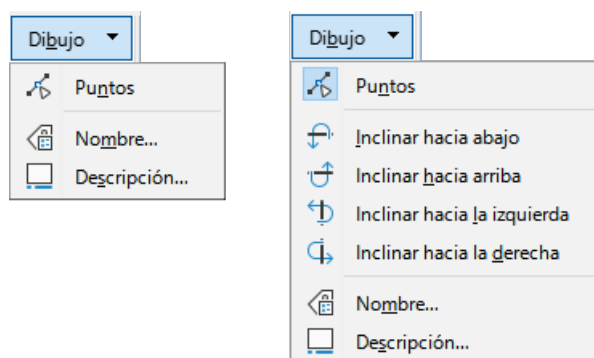 Dibujo
Puntos
Nombre...
Descripción...
Dibujo
Puntos
Inclinar hacia abajo
Inclinar hacia arriba
Inclinar hacia la izquierda
Inclinar hacia la derecha
Nombre...
Descripción...